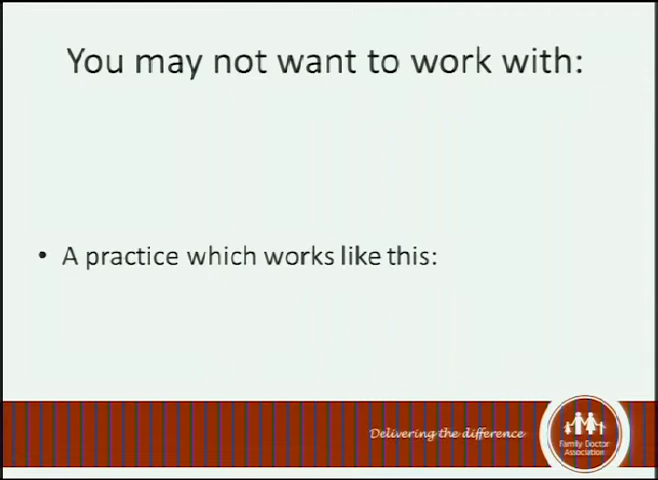 You may not want to work with:
• A practice which works like this:
Delivering the difference
Family Doctor
Association